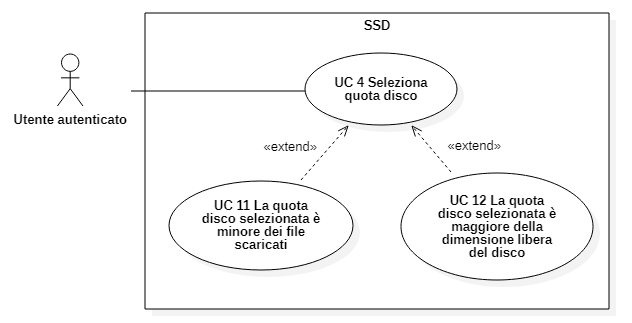 SSD
UC 4 Seleziona
quota disco
Utente autenticato
«extend»
«extend»
UC 11 La quota
disco selezionata è
minore dei file
scaricati
UC 12 La quota
disco selezionata è
maggiore della
dimensione libera
del disco